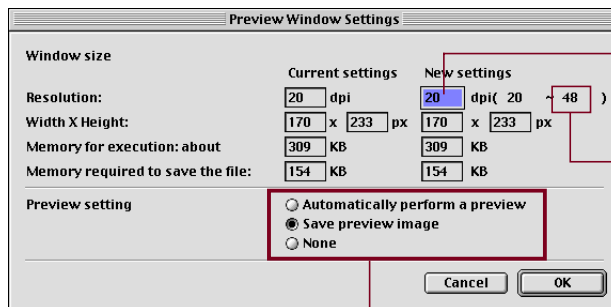 Preview Window Settings
Window size
Current settings New settings
Resolution: 20 dpi 20 dpi( 20 ~ 48 )
Width X Height: 170 x 233 px 170 x 233 px
Memory for execution: about 309 KB 309 KB
Memory required to save the file: 154 KB 154 KB
Preview setting
Automatically perform a preview
Save preview image
None
Cancel OK